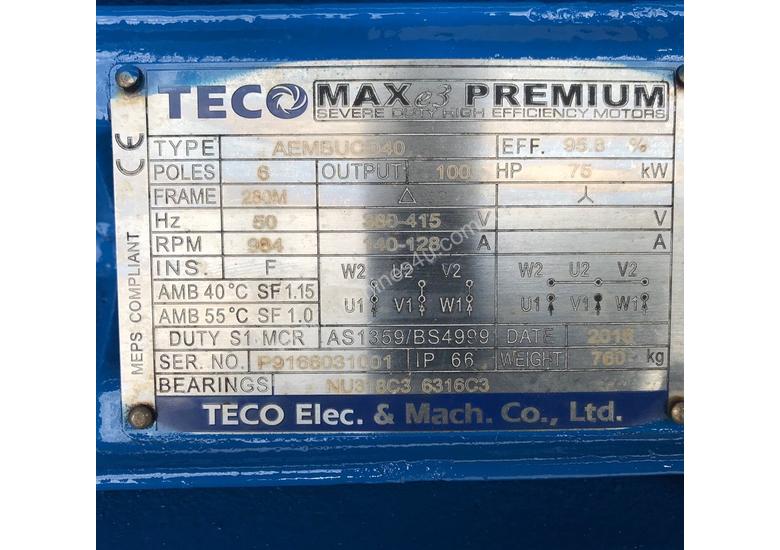 TECO MAXe3 PREMIUM
SEVERE DUTY HIGH EFFICIENCY MOTORS
CE
MEPS COMPLIANT
TYPE AEMBUC040 EFF. 95.8 %
POLES 6 OUTPUT 100 HP 75 kW
FRAME 280M △ Y
Hz 50 380-415 V V
RPM 984 140-128 A A
INS. F W2 U2 V2 W2 U2 V2
AMB 40°C SF 1.15 U1 V1 W1 U1 V1 W1
AMB 55°C SF 1.0
DUTY S1 MCR AS1359/BS4999 DATE
SER. NO. P9168031001 IP 66 WEIGHT 760 kg
BEARINGS NU318C3 6316C3
TECO Elec. & Mach. Co., Ltd.